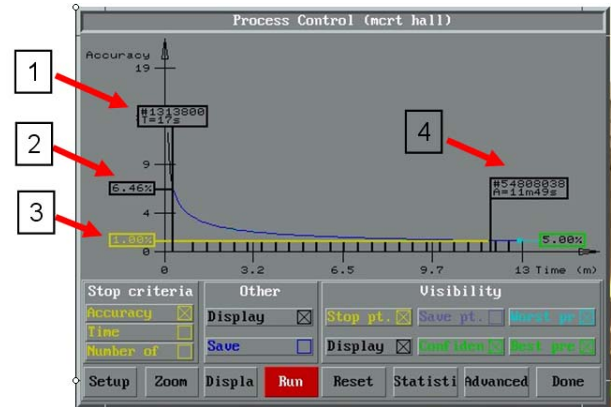 Process Control (mcrt hall)
Accuracy
19
1
#1313800
T=17s
2
9
4
6.46%
#54808038
A=11m49s
3
4
1.00%
5.00%
0
0 3.2 6.5 9.7 13 Time (m)
Stop criteria Other Visibility
Accuracy Display Stop pt. Save pt. Worst pr
Time
Number of Save Display Confiden Best pre
Setup Zoom Displa Run Reset Statisti Advanced Done